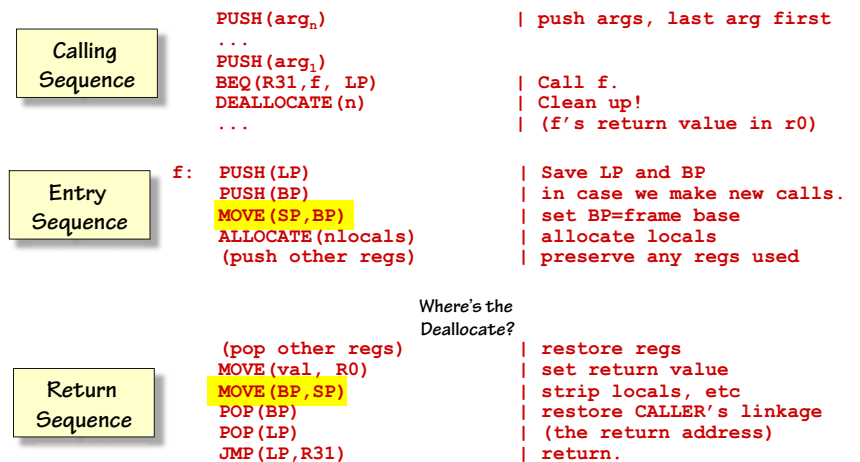 PUSH(argn) | push args, last arg first
...
Calling
Sequence
PUSH(arg1)
BEQ(R31,f, LP) | Call f.
DEALLOCATE(n) | Clean up!
... | (f's return value in r0)
f: PUSH(LP) | Save LP and BP
Entry
Sequence
PUSH(BP) | in case we make new calls.
MOVE(SP,BP) | set BP=frame base
ALLOCATE(nlocals) | allocate locals
(push other regs) | preserve any regs used
Where's the
Deallocate?
(pop other regs) | restore regs
MOVE(val, R0) | set return value
Return
Sequence
MOVE(BP,SP) | strip locals, etc
POP(BP) | restore CALLER's linkage
POP(LP) | (the return address)
JMP(LP,R31) | return.